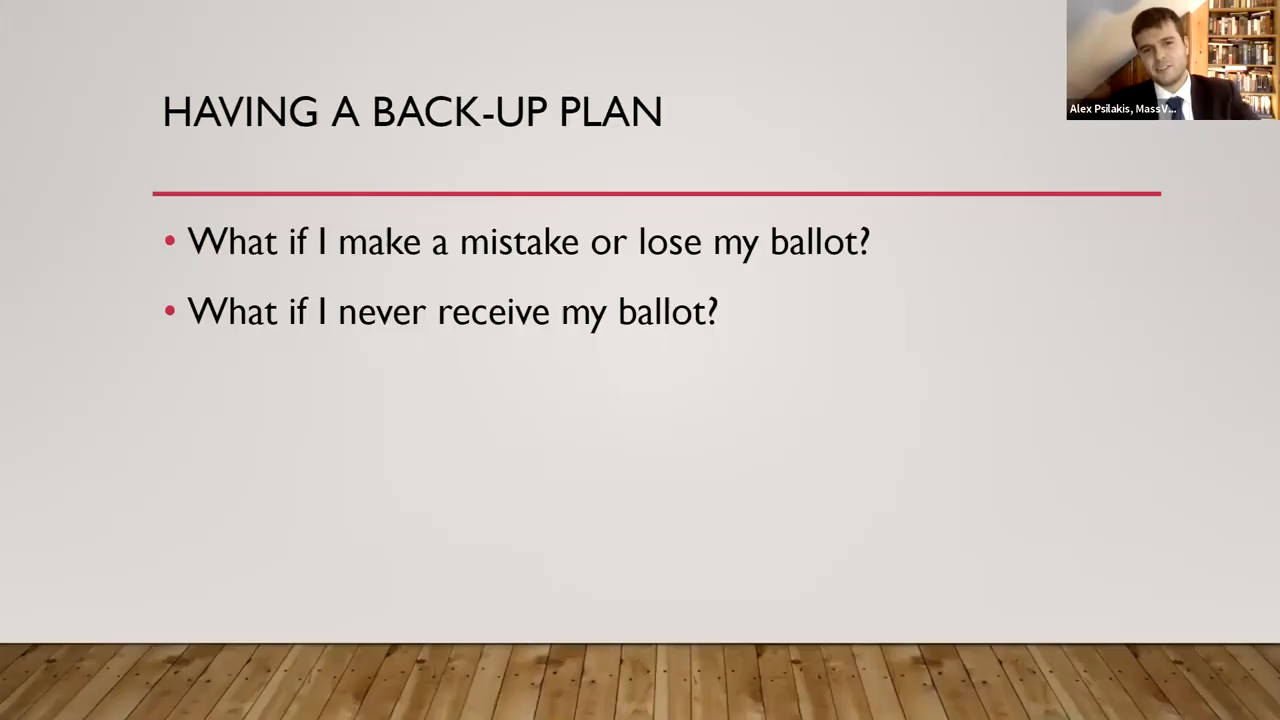 Alex Psilakis, MassV...
HAVING A BACK-UP PLAN
• What if I make a mistake or lose my ballot?
• What if I never receive my ballot?